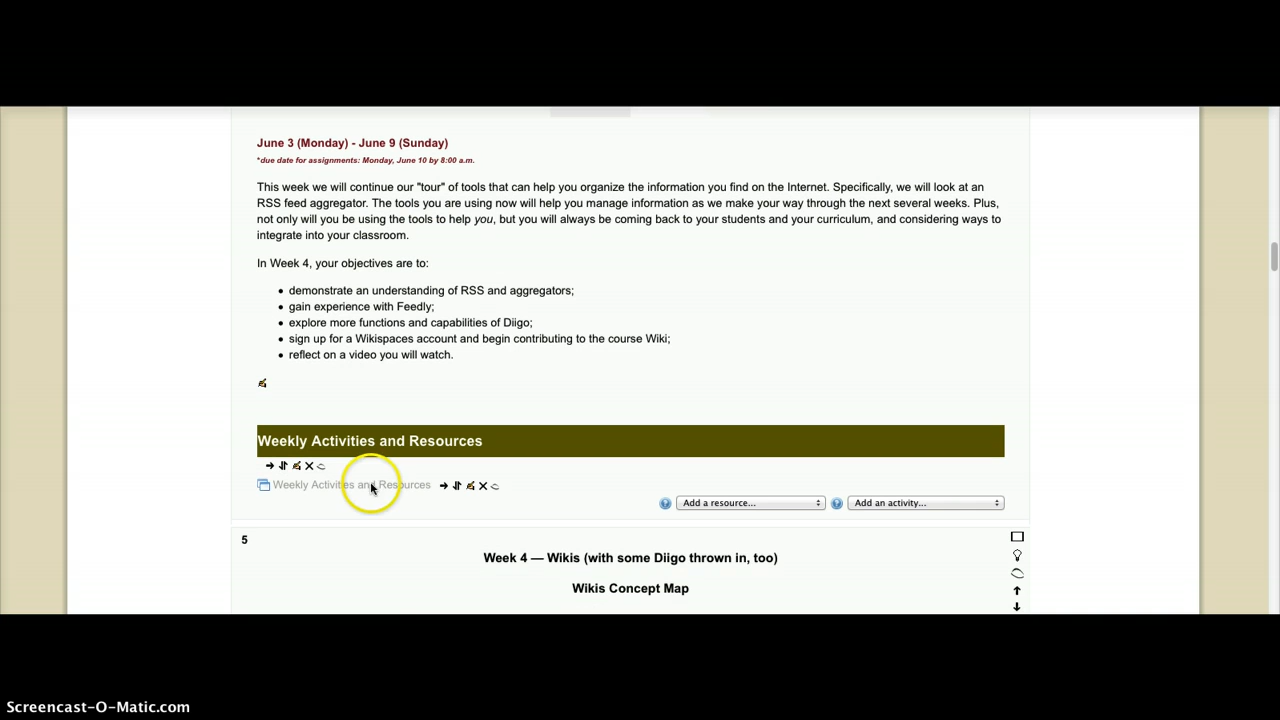 June 3 (Monday) - June 9 (Sunday)
*due date for assignments: Monday, June 10 by 8:00 a.m.
This week we will continue our "tour" of tools that can help you organize the information you find on the Internet. Specifically, we will look at an
RSS feed aggregator. The tools you are using now will help you manage information as we make your way through the next several weeks. Plus,
not only will you be using the tools to help you, but you will always be coming back to your students and your curriculum, and considering ways to
integrate into your classroom.
In Week 4, your objectives are to:
• demonstrate an understanding of RSS and aggregators;
• gain experience with Feedly;
• explore more functions and capabilities of Diigo;
• sign up for a Wikispaces account and begin contributing to the course Wiki;
• reflect on a video you will watch.
Weekly Activities and Resources
Weekly Activities and Resources
Add a resource...
Add an activity...
5
Week 4 — Wikis (with some Diigo thrown in, too)
Wikis Concept Map
Screencast-O-Matic.com